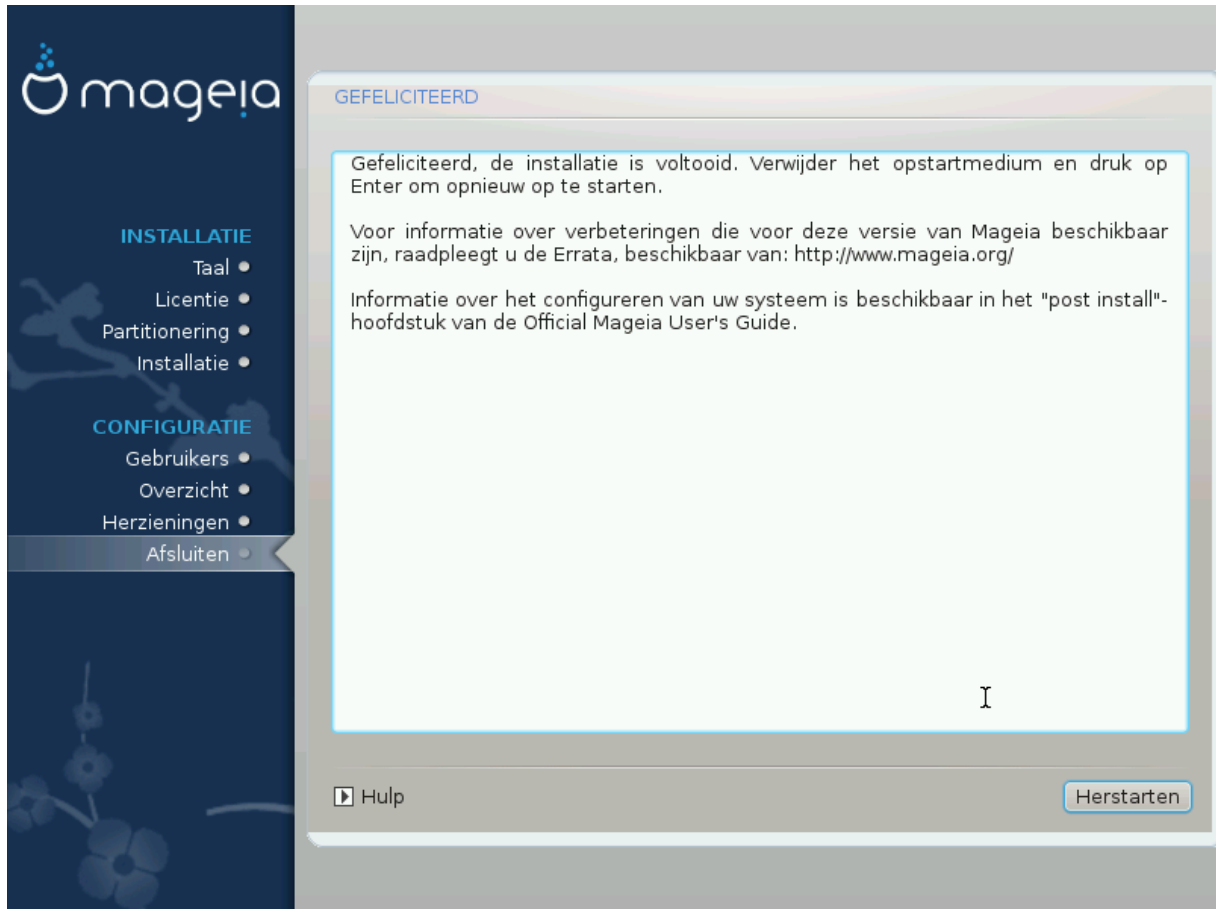 mageia
INSTALLATIE
Taal
Licentie
Partitionering
Installatie
CONFIGURATIE
Gebruikers
Overzicht
Herzieningen
Afsluiten
GEFELICITEERD
Gefeliciteerd, de installatie is voltooid. Verwijder het opstartmedium en druk op
Enter om opnieuw op te starten.
Voor informatie over verbeteringen die voor deze versie van Mageia beschikbaar
zijn, raadpleegt u de Errata, beschikbaar van: http://www.mageia.org/
Informatie over het configureren van uw systeem is beschikbaar in het "post install"-
hoofdstuk van de Official Mageia User's Guide.
Hulp
Herstarten